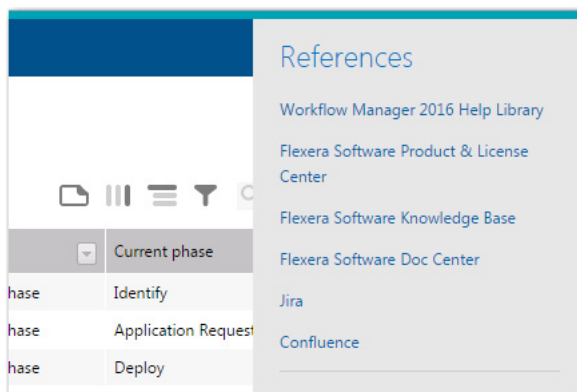 References
Workflow Manager 2016 Help Library
Flexera Software Product & License
Center
Flexera Software Knowledge Base
Flexera Software Doc Center
Jira
Confluence
Current phase
hase Identify
hase Application Request
hase Deploy